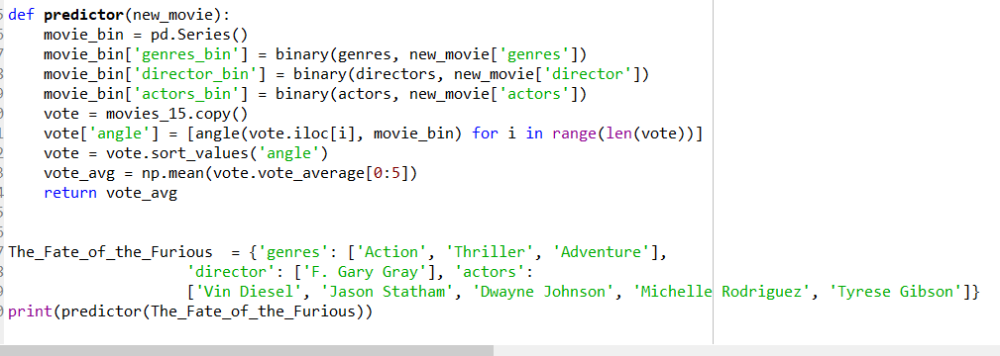 def predictor(new_movie):
    movie_bin = pd.Series()
    movie_bin['genres_bin'] = binary(genres, new_movie['genres'])
    movie_bin['director_bin'] = binary(directors, new_movie['director'])
    movie_bin['actors_bin'] = binary(actors, new_movie['actors'])
    vote = movies_15.copy()
    vote['angle'] = [angle(vote.iloc[i], movie_bin) for i in range(len(vote))]
    vote = vote.sort_values('angle')
    vote_avg = np.mean(vote.vote_average[0:5])
    return vote_avg
The_Fate_of_the_Furious  = {'genres': ['Action', 'Thriller', 'Adventure'],
                    'director': ['F. Gary Gray'], 'actors':
                    ['Vin Diesel', 'Jason Statham', 'Dwayne Johnson', 'Michelle Rodriguez', 'Tyrese Gibson']}
print(predictor(The_Fate_of_the_Furious))